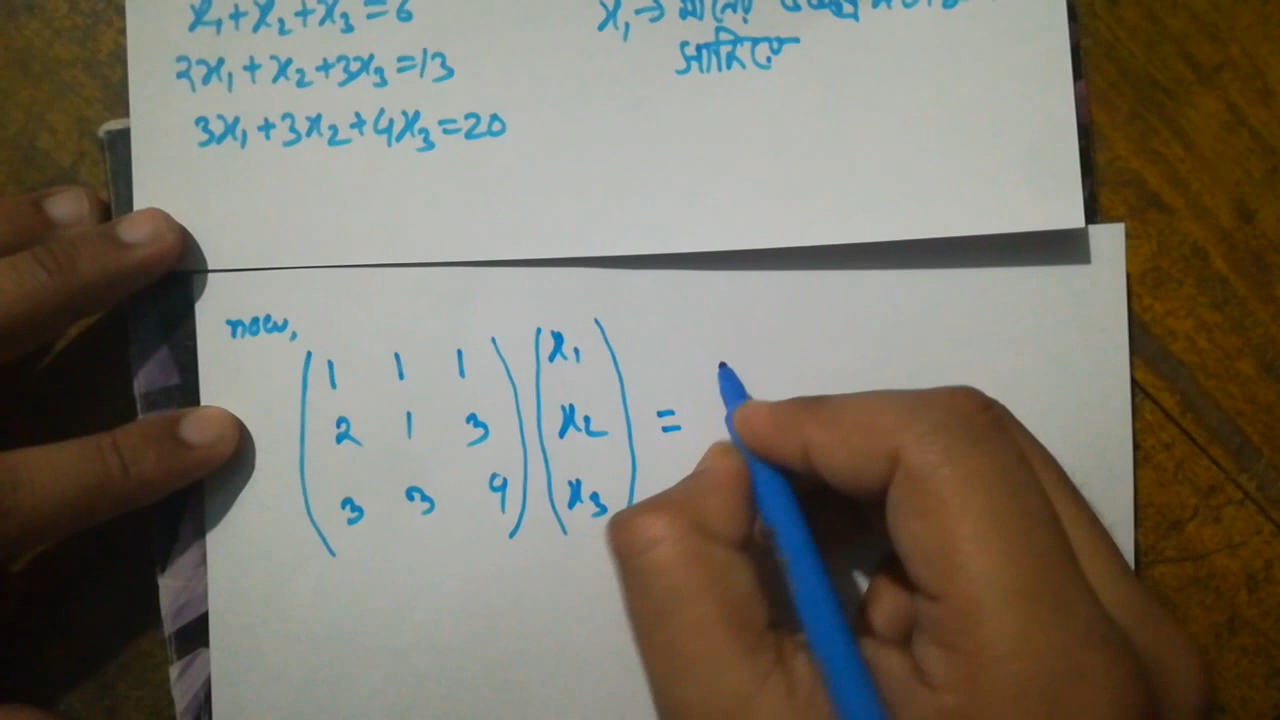 x₁+x₂+x₃=6
2x₁+x₂+3x₃=13
3x₁+3x₂+4x₃=20
x₁→ মানের
সাহিত্যে
now,
1 1 1 x₁
2 1 3 x₂ =
3 3 4 x₃